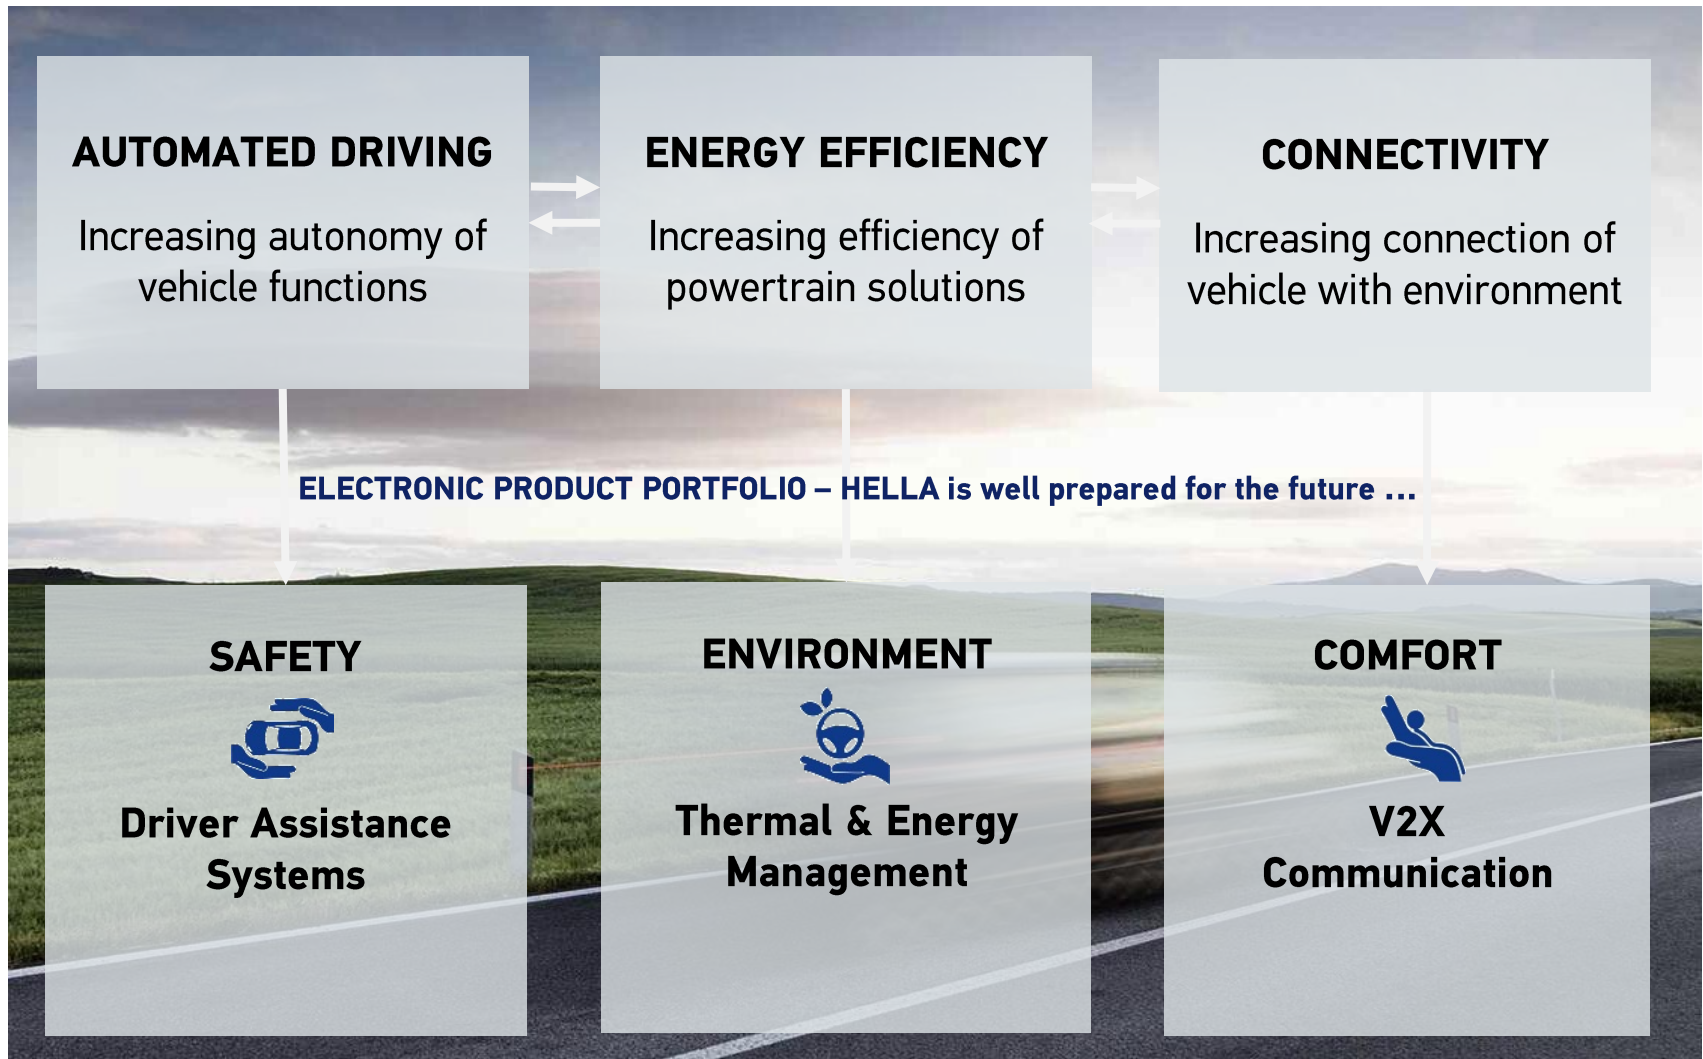 AUTOMATED DRIVING
Increasing autonomy of
vehicle functions
ENERGY EFFICIENCY
Increasing efficiency of
powertrain solutions
CONNECTIVITY
Increasing connection of
vehicle with environment
ELECTRONIC PRODUCT PORTFOLIO – HELLA is well prepared for the future ...
SAFETY
Driver Assistance
Systems
ENVIRONMENT
Thermal & Energy
Management
COMFORT
V2X
Communication